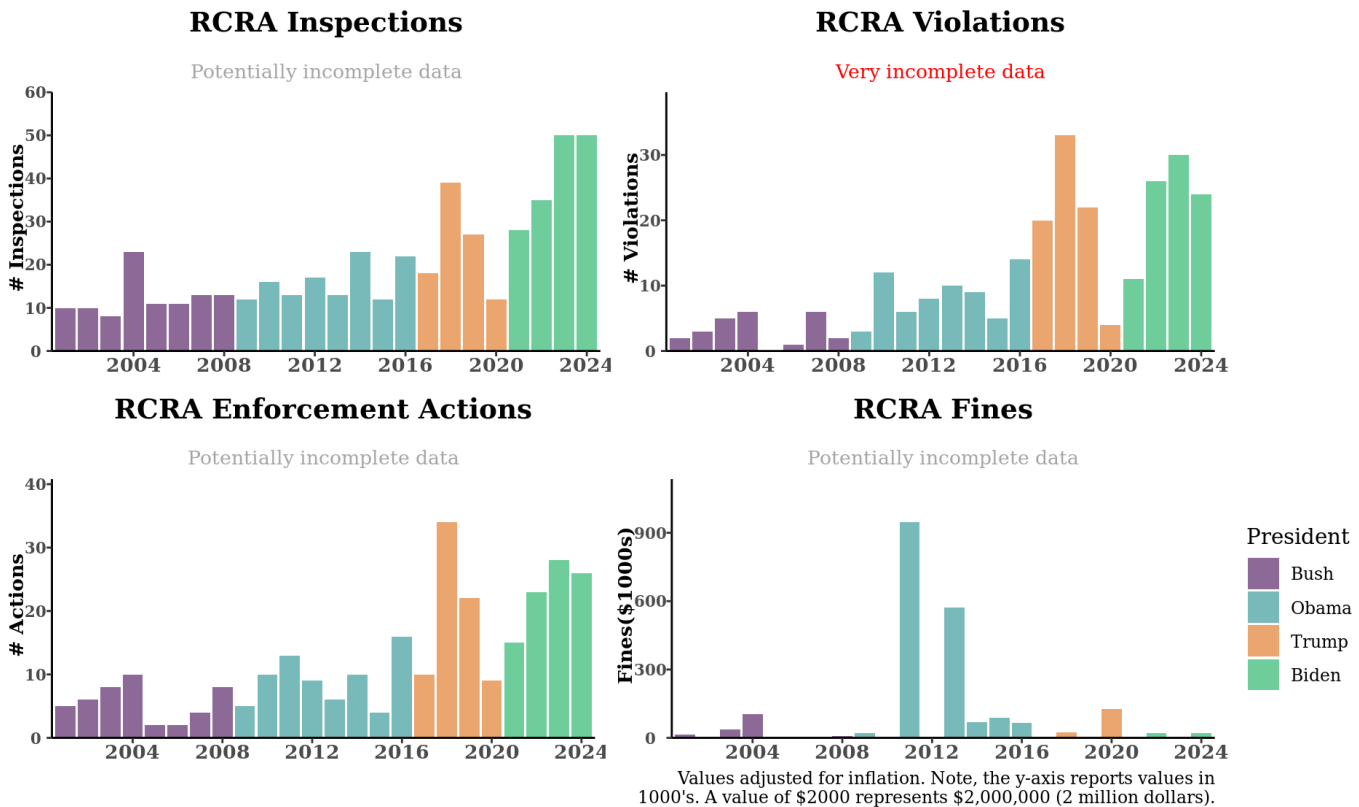 RCRA Inspections
Potentially incomplete data
# Inspections
60
50
40
30
20
10
0
2004 2008 2012 2016 2020 2024
RCRA Violations
Very incomplete data
# Violations
30
20
10
0
2004 2008 2012 2016 2020 2024
RCRA Enforcement Actions
Potentially incomplete data
# Actions
40
30
20
10
0
2004 2008 2012 2016 2020 2024
RCRA Fines
Potentially incomplete data
Fines($1000s)
900
600
300
0
2004 2008 2012 2016 2020 2024
Values adjusted for inflation. Note, the y-axis reports values in
1000's. A value of $2000 represents $2,000,000 (2 million dollars).
President
Bush
Obama
Trump
Biden